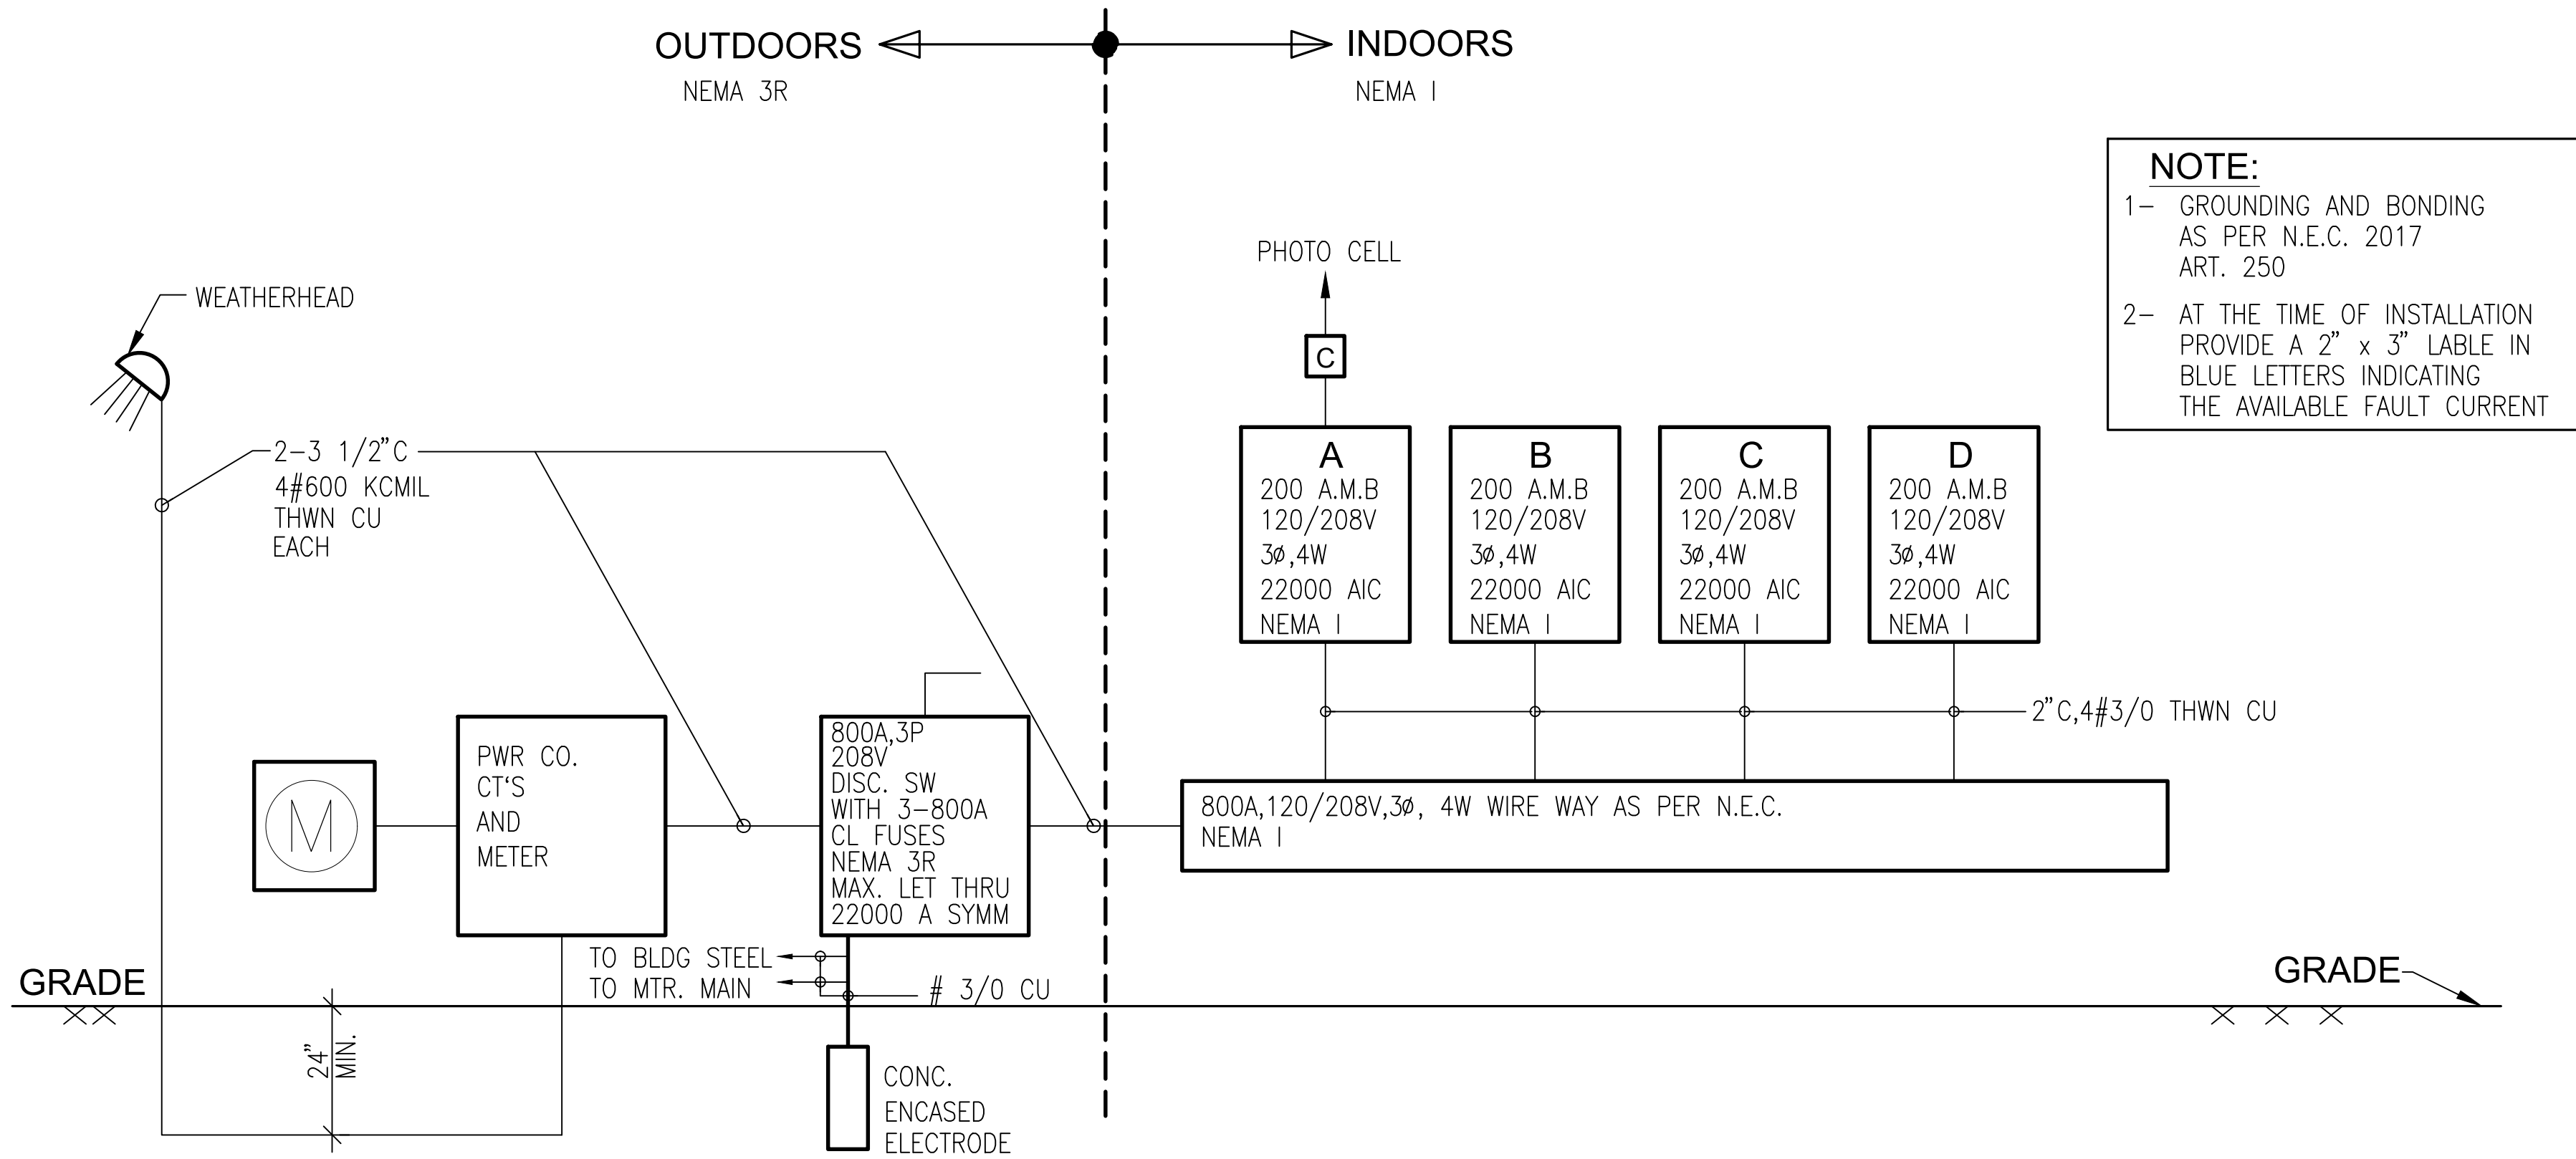 OUTDOORS
NEMA 3R
INDOORS
NEMA I
NOTE:
1- GROUNDING AND BONDING
AS PER N.E.C. 2017
ART. 250
2- AT THE TIME OF INSTALLATION
PROVIDE A 2" x 3" LABLE IN
BLUE LETTERS INDICATING
THE AVAILABLE FAULT CURRENT
WEATHERHEAD
2-3 1/2"C
4#600 KCMIL
THWN CU
EACH
PHOTO CELL
C
A
200 A.M.B
120/208V
3ø,4W
22000 AIC
NEMA I
B
200 A.M.B
120/208V
3ø,4W
22000 AIC
NEMA I
C
200 A.M.B
120/208V
3ø,4W
22000 AIC
NEMA I
D
200 A.M.B
120/208V
3ø,4W
22000 AIC
NEMA I
2"C,4#3/0 THWN CU
M
PWR CO.
CT'S
AND
METER
800A,3P
208V
DISC. SW
WITH 3-800A
CL FUSES
NEMA 3R
MAX. LET THRU
22000 A SYMM
800A,120/208V,3ø, 4W WIRE WAY AS PER N.E.C.
NEMA I
TO BLDG STEEL
TO MTR. MAIN
# 3/0 CU
GRADE
GRADE
24"
MIN.
CONC.
ENCASED
ELECTRODE